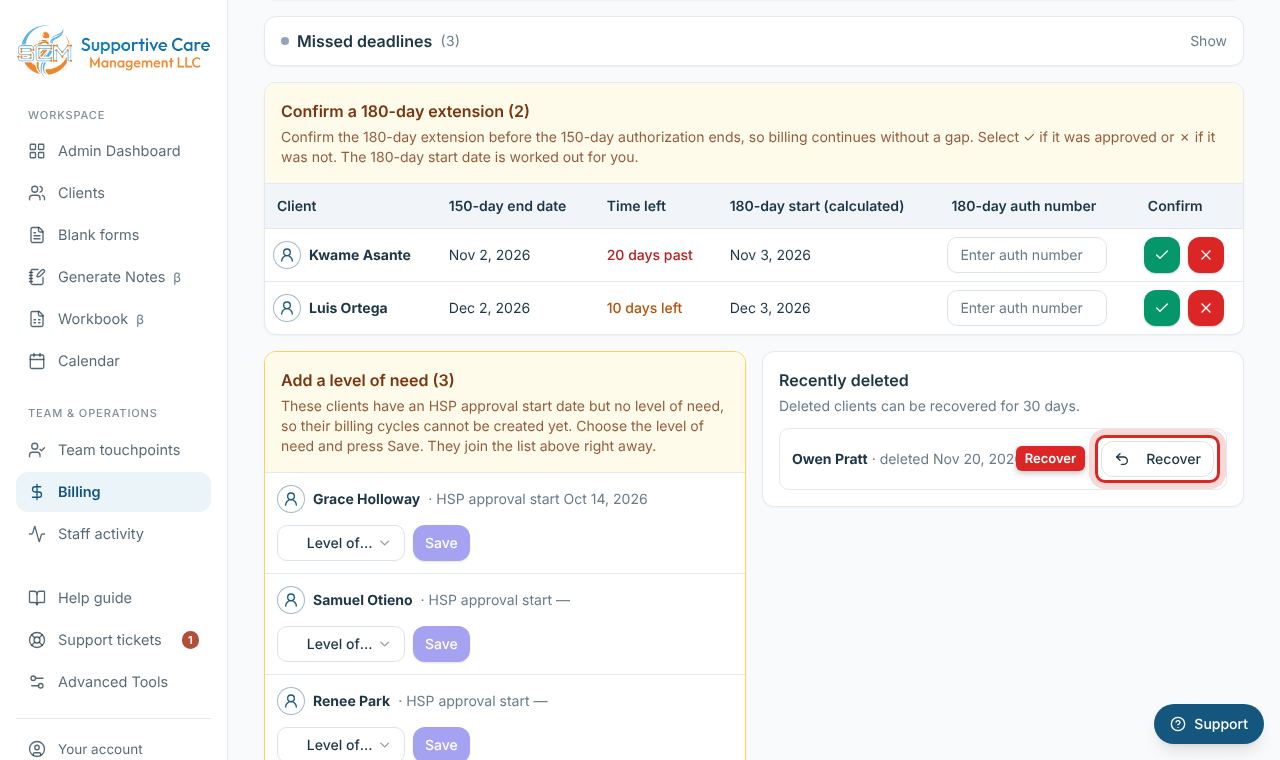 SCM
Supportive Care
Management LLC
WORKSPACE
Admin Dashboard
Clients
Blank forms
Generate Notes β
Workbook β
Calendar
TEAM & OPERATIONS
Team touchpoints
Billing
Staff activity
Help guide
Support tickets 1
Advanced Tools
Your account
Missed deadlines (3) Show
Confirm a 180-day extension (2)
Confirm the 180-day extension before the 150-day authorization ends, so billing continues without a gap. Select ✓ if it was approved or × if it
was not. The 180-day start date is worked out for you.
Client 150-day end date Time left 180-day start (calculated) 180-day auth number Confirm
Kwame Asante Nov 2, 2026 20 days past Nov 3, 2026 Enter auth number
Luis Ortega Dec 2, 2026 10 days left Dec 3, 2026 Enter auth number
Add a level of need (3)
These clients have an HSP approval start date but no level of need,
so their billing cycles cannot be created yet. Choose the level of
need and press Save. They join the list above right away.
Grace Holloway · HSP approval start Oct 14, 2026
Level of... Save
Samuel Otieno · HSP approval start —
Level of... Save
Renee Park · HSP approval start —
Level of... Save
Recently deleted
Deleted clients can be recovered for 30 days.
Owen Pratt · deleted Nov 20, 202 Recover Recover
Support